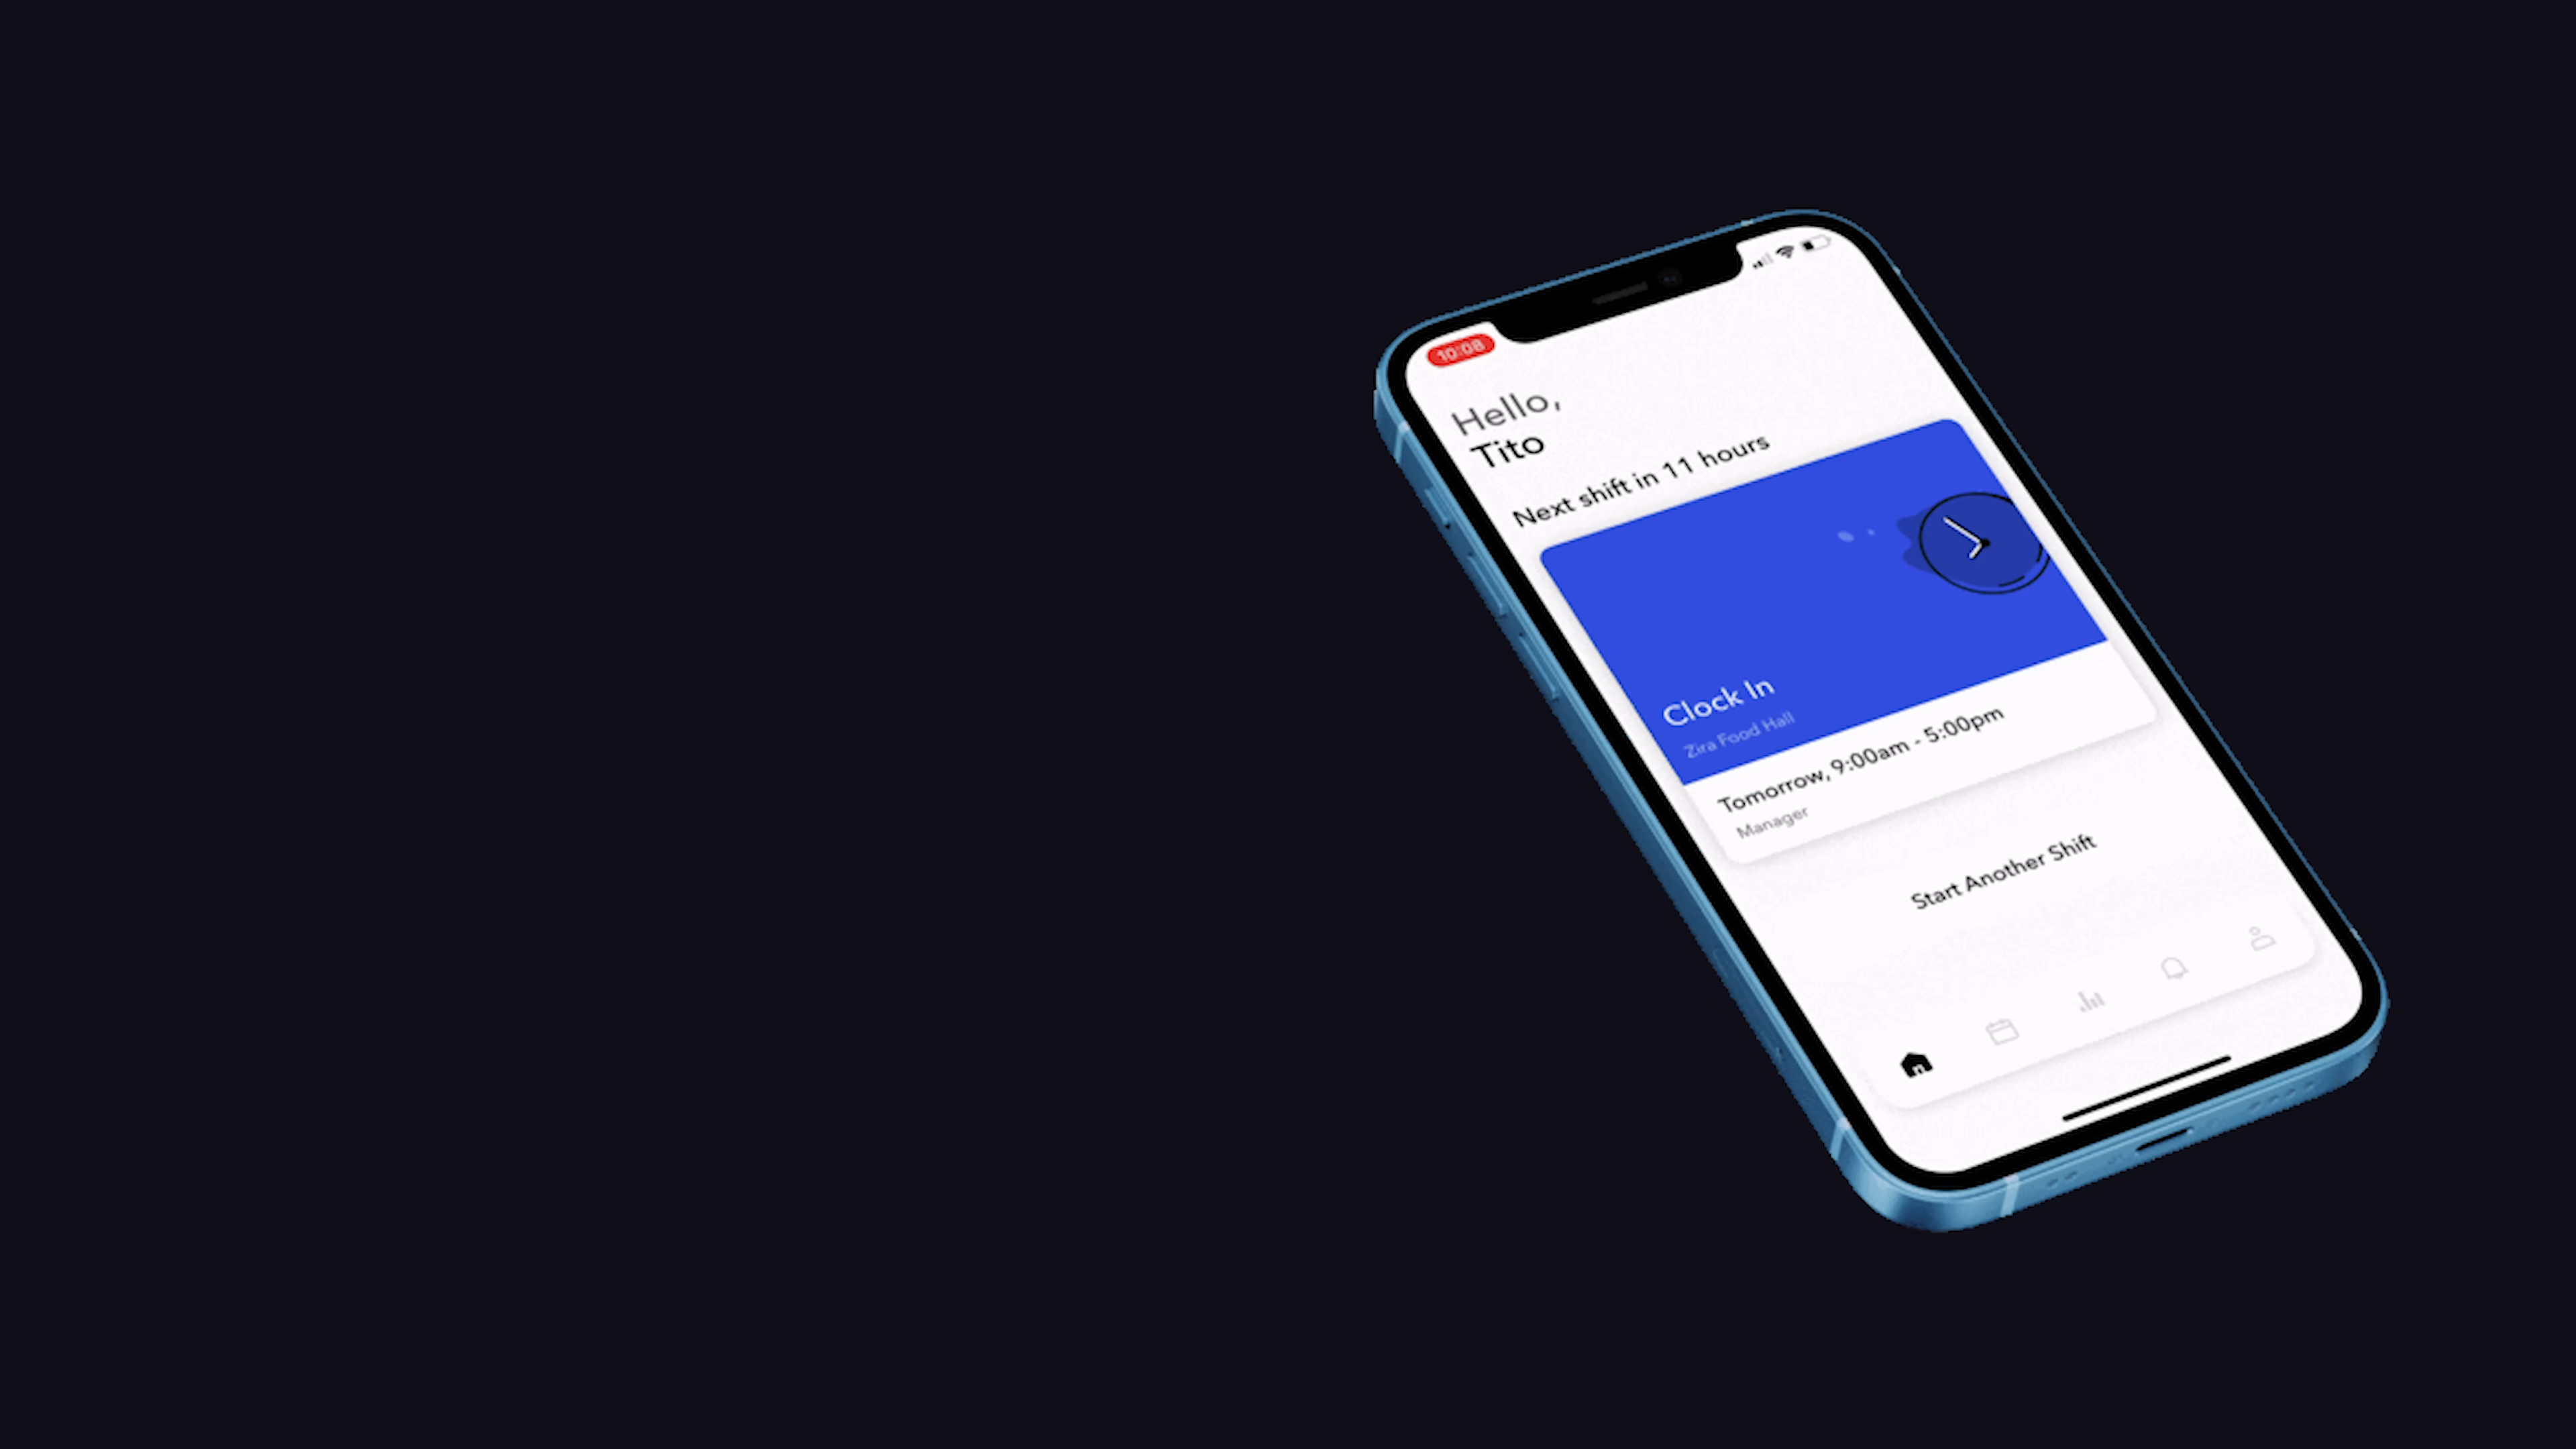 10:08
Hello,
Tito
Next shift in 11 hours
Clock In
Zira Food Hall
Tomorrow, 9:00am - 5:00pm
Manager
Start Another Shift